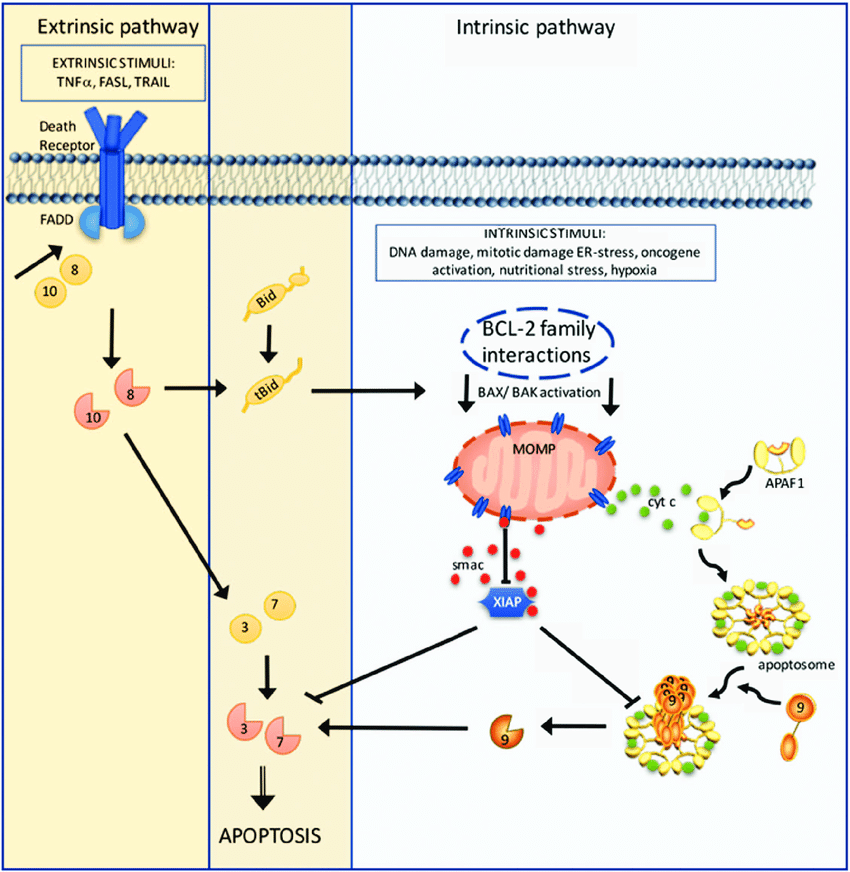 Extrinsic pathway
Intrinsic pathway
EXTRINSIC STIMULI:
TNFα, FASL, TRAIL
Death
Receptor
FADD
8
10
INTRINSIC STIMULI:
DNA damage, mitotic damage ER-stress, oncogene
activation, nutritional stress, hypoxia
Bid
BCL-2 family
interactions
8
10
tBid
BAX/ BAK activation
MOMP
APAF1
cyt c
smac
XIAP
7
3
apoptosome
9
9
9
3
7
9
APOPTOSIS